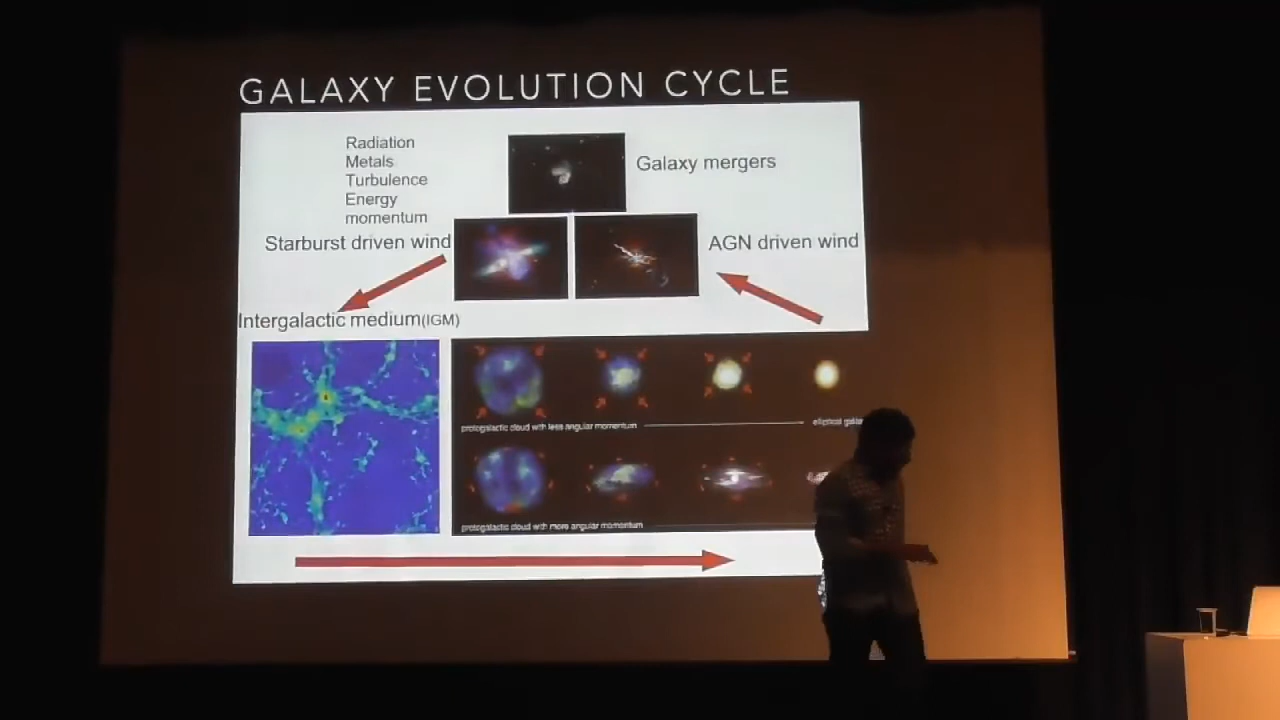 GALAXY EVOLUTION CYCLE
Radiation
Metals
Turbulence
Energy
momentum
Galaxy mergers
Starburst driven wind
AGN driven wind
Intergalactic medium(IGM)
protogalactic cloud with less angular momentum
elliptical
protogalactic cloud with more angular momentum